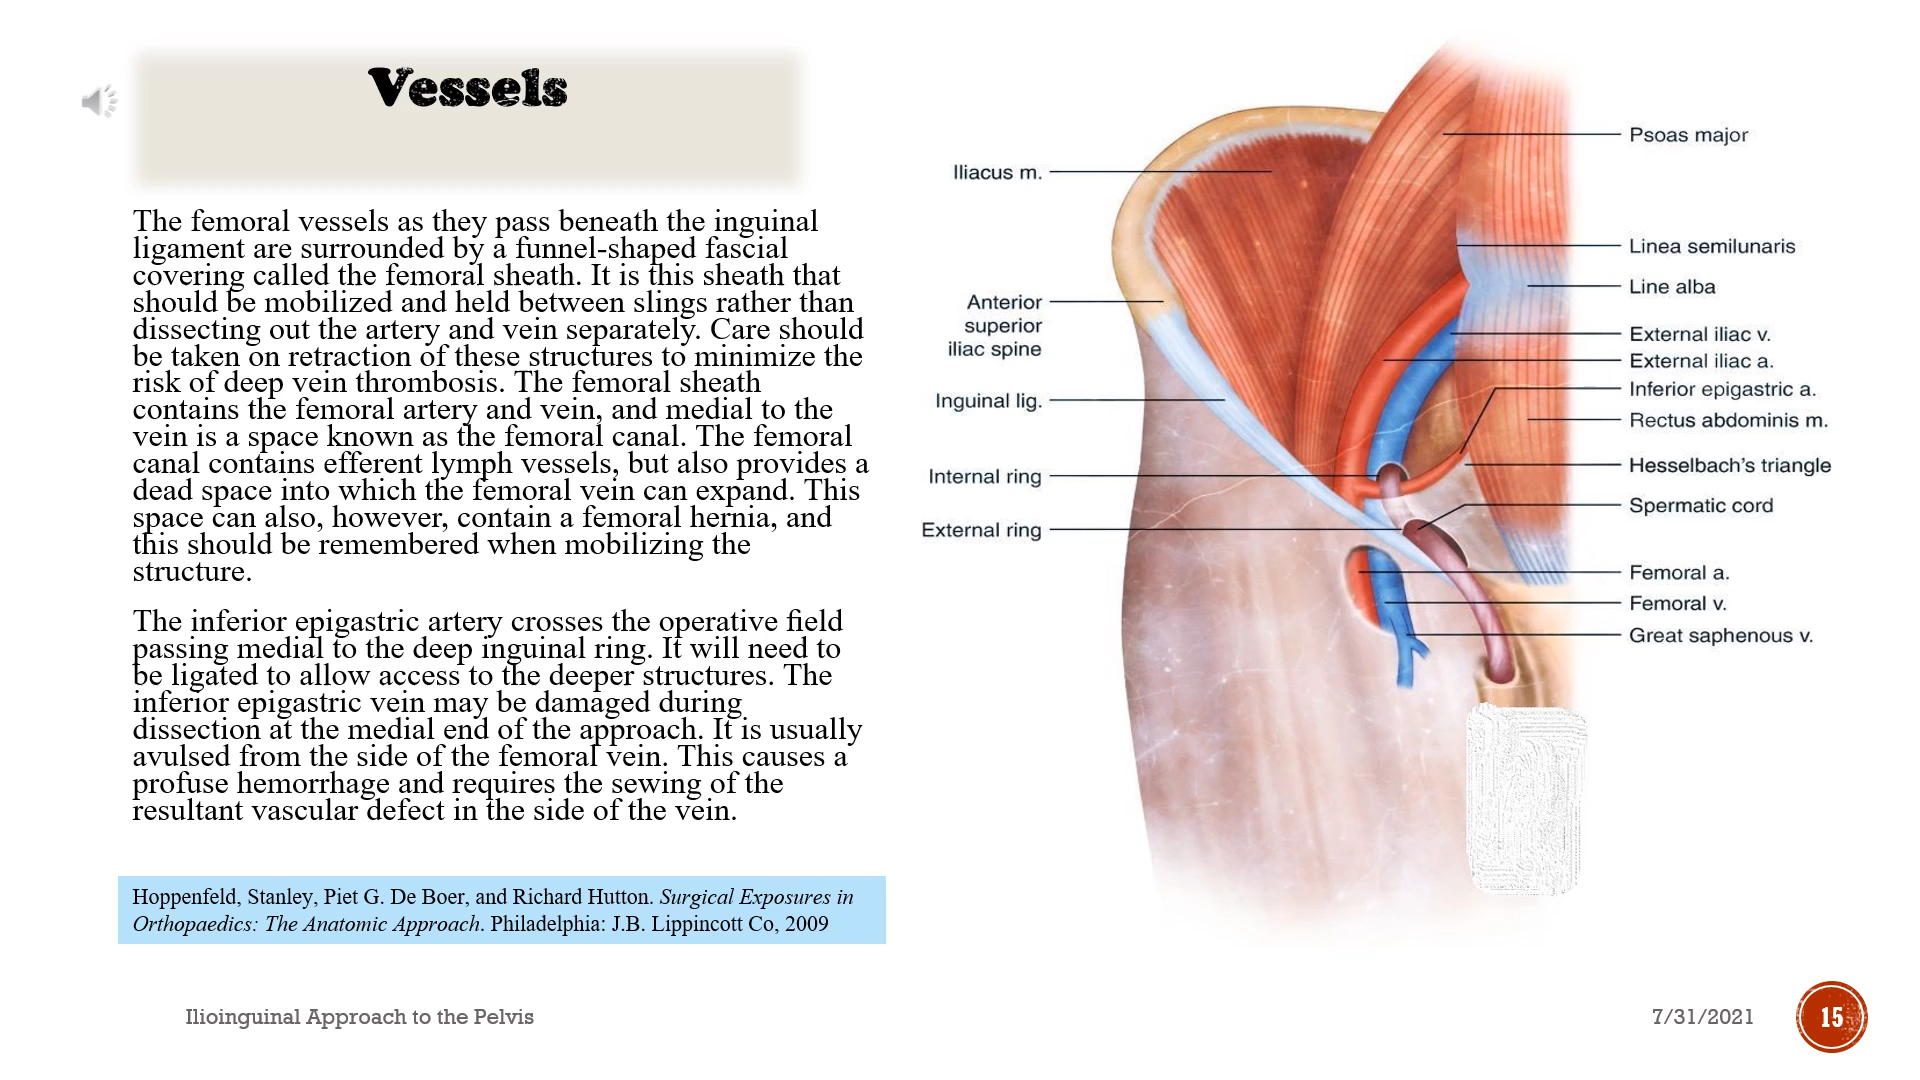 Vessels
The femoral vessels as they pass beneath the inguinal
ligament are surrounded by a funnel-shaped fascial
covering called the femoral sheath. It is this sheath that
should be mobilized and held between slings rather than
dissecting out the artery and vein separately. Care should
be taken on retraction of these structures to minimize the
risk of deep vein thrombosis. The femoral sheath
contains the femoral artery and vein, and medial to the
vein is a space known as the femoral canal. The femoral
canal contains efferent lymph vessels, but also provides a
dead space into which the femoral vein can expand. This
space can also, however, contain a femoral hernia, and
this should be remembered when mobilizing the
structure.
The inferior epigastric artery crosses the operative field
passing medial to the deep inguinal ring. It will need to
be ligated to allow access to the deeper structures. The
inferior epigastric vein may be damaged during
dissection at the medial end of the approach. It is usually
avulsed from the side of the femoral vein. This causes a
profuse hemorrhage and requires the sewing of the
resultant vascular defect in the side of the vein.
Hoppenfeld, Stanley, Piet G. De Boer, and Richard Hutton. Surgical Exposures in
Orthopaedics: The Anatomic Approach. Philadelphia: J.B. Lippincott Co, 2009
Iliacus m.
Anterior
superior
iliac spine
Inguinal lig.
Internal ring
External ring
Psoas major
Linea semilunaris
Line alba
External iliac v.
External iliac a.
Inferior epigastric a.
Rectus abdominis m.
Hesselbach's triangle
Spermatic cord
Femoral a.
Femoral v.
Great saphenous v.
Ilioinguinal Approach to the Pelvis
7/31/2021
15